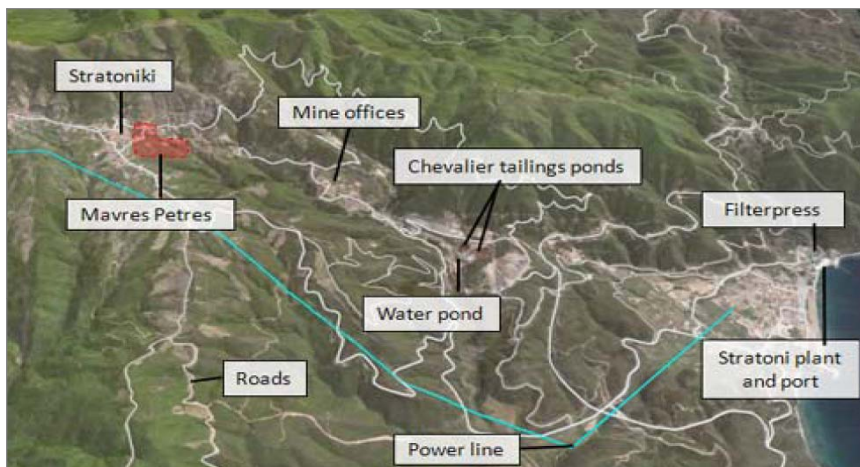 Stratoniki
Mine offices
Chevalier tailings ponds
Filterpress
Mavres Petres
Water pond
Stratoni plant
and port
Roads
Power line